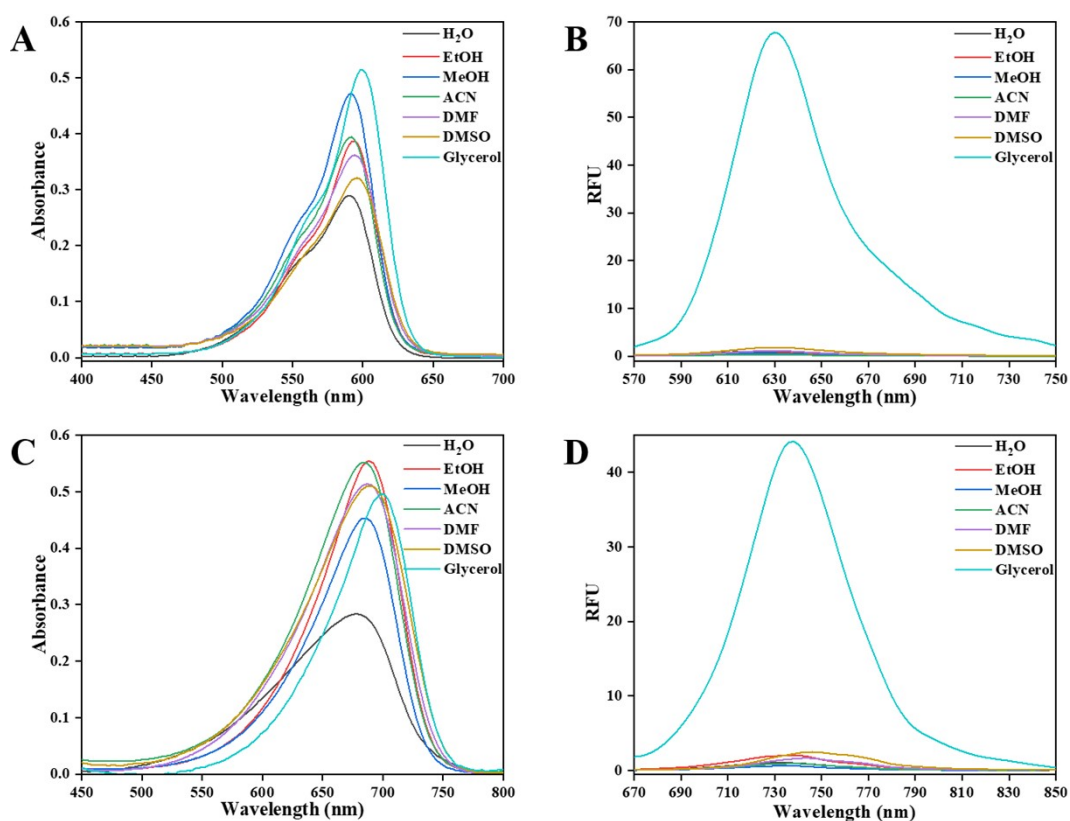 A
0.6
0.5
0.4
0.3
0.2
0.1
0.0
Absorbance
400 450 500 550 600 650 700
Wavelength (nm)
H₂O
EtOH
MeOH
ACN
DMF
DMSO
Glycerol
B
80
70
60
50
40
30
20
10
0
RFU
570 590 610 630 650 670 690 710 730 750
Wavelength (nm)
H₂O
EtOH
MeOH
ACN
DMF
DMSO
Glycerol
C
0.6
0.5
0.4
0.3
0.2
0.1
0.0
Absorbance
450 500 550 600 650 700 750 800
Wavelength (nm)
H₂O
EtOH
MeOH
ACN
DMF
DMSO
Glycerol
D
40
30
20
10
0
RFU
670 690 710 730 750 770 790 810 830 850
Wavelength (nm)
H₂O
EtOH
MeOH
ACN
DMF
DMSO
Glycerol